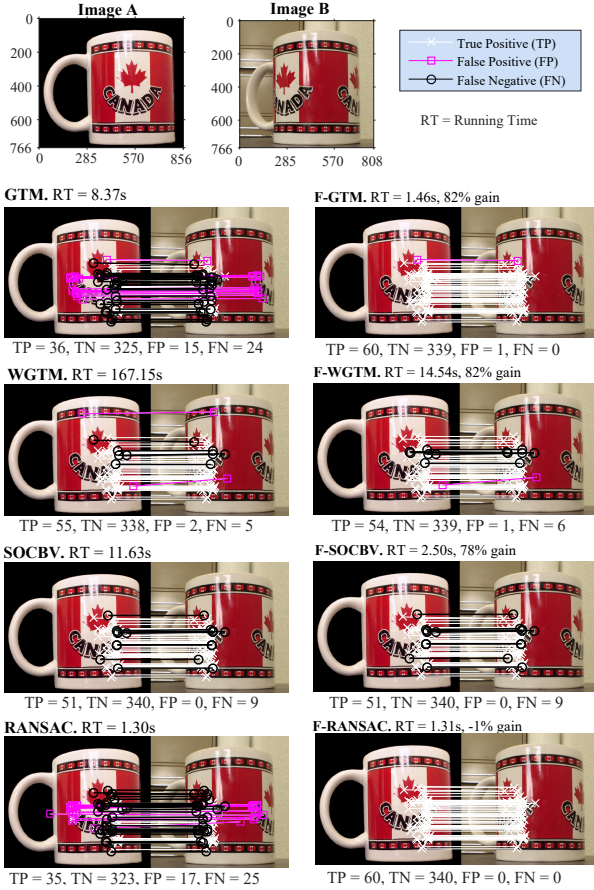 Image A
Image B
0
200
400
600
766
0
285
570
856
0
200
400
600
766
0
285
570
808
CANADA
True Positive (TP)
False Positive (FP)
False Negative (FN)
RT = Running Time
GTM. RT = 8.37s
F-GTM. RT = 1.46s, 82% gain
TP = 36, TN = 325, FP = 15, FN = 24
TP = 60, TN = 339, FP = 1, FN = 0
WGTM. RT = 167.15s
F-WGTM. RT = 14.54s, 82% gain
TP = 55, TN = 338, FP = 2, FN = 5
TP = 54, TN = 339, FP = 1, FN = 6
SOCBV. RT = 11.63s
F-SOCBV. RT = 2.50s, 78% gain
TP = 51, TN = 340, FP = 0, FN = 9
TP = 51, TN = 340, FP = 0, FN = 9
RANSAC. RT = 1.30s
F-RANSAC. RT = 1.31s, -1% gain
TP = 35, TN = 323, FP = 17, FN = 25
TP = 60, TN = 340, FP = 0, FN = 0